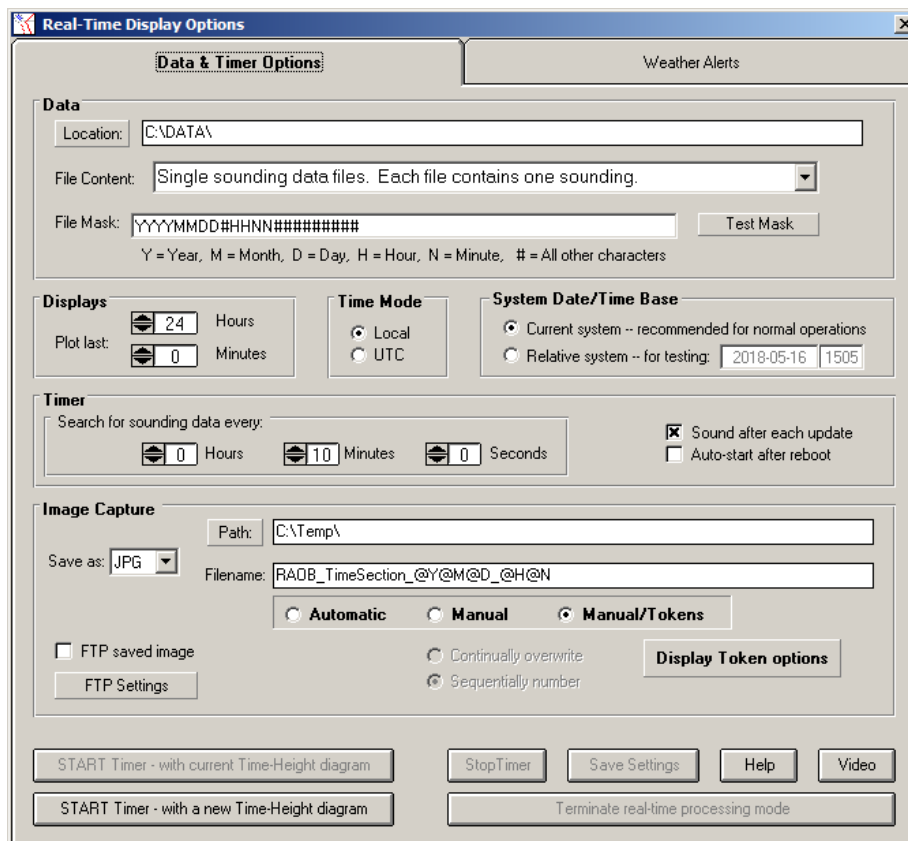 Real-Time Display Options
Data & Timer Options
Weather Alerts
Data
Location: C:\DATA\
File Content: Single sounding data files. Each file contains one sounding.
File Mask: YYYYMMDD#HHNN######### Test Mask
Y = Year, M = Month, D = Day, H = Hour, N = Minute, # = All other characters
Displays
Plot last:
24 Hours
0 Minutes
Time Mode
Local
UTC
System Date/Time Base
Current system -- recommended for normal operations
Relative system -- for testing: 2018-05-16 1505
Timer
Search for sounding data every:
0 Hours 10 Minutes 0 Seconds
Sound after each update
Auto-start after reboot
Image Capture
Path: C:\Temp\
Save as: JPG
Filename: RAOB_TimeSection_@Y@M@D_@H@N
Automatic Manual Manual/Tokens
FTP saved image
FTP Settings
Continually overwrite
Sequentially number
Display Token options
START Timer - with current Time-Height diagram StopTimer Save Settings Help Video
START Timer - with a new Time-Height diagram Terminate real-time processing mode